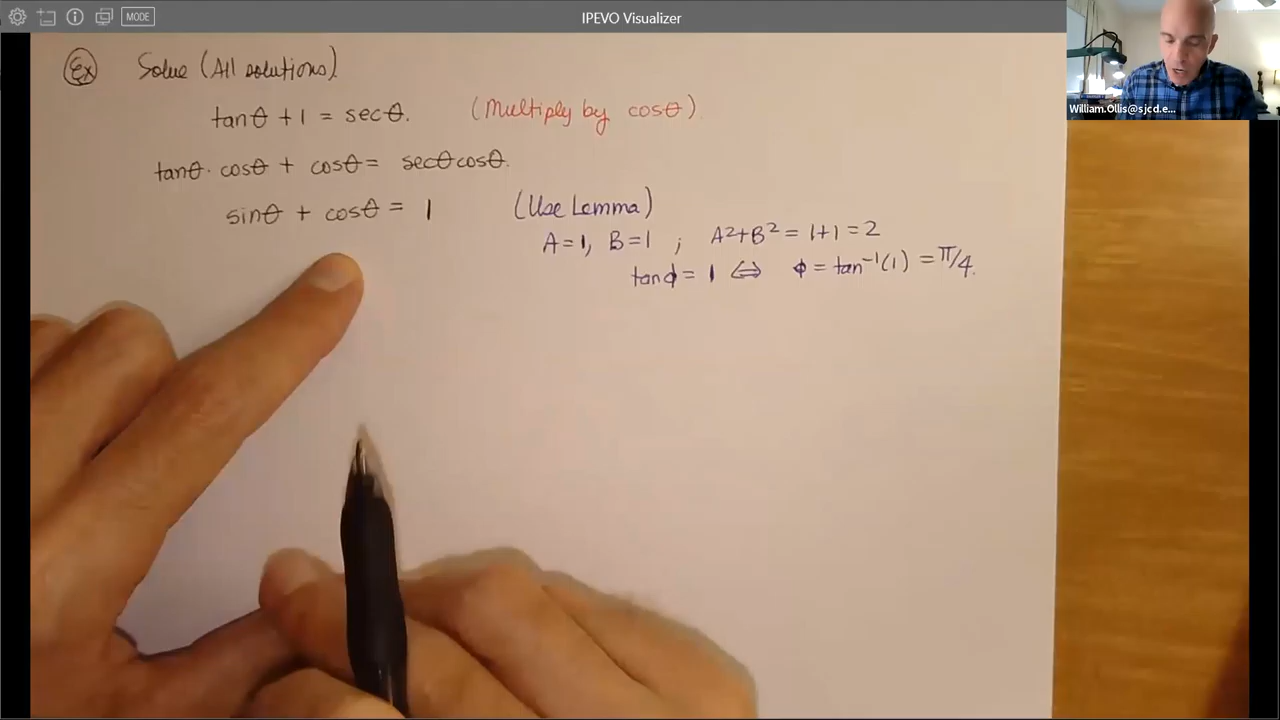 MODE
IPEVO Visualizer
William.Ollis@sjcd.e...
Ex Solve (All solutions).
tanθ + 1 = secθ. (Multiply by cosθ)
tanθ · cosθ + cosθ = secθ cosθ.
sinθ + cosθ = 1 (Use Lemma)
A=1, B=1 ; A²+B² = 1+1 = 2
tanϕ = 1 ⇔ ϕ = tan⁻¹(1) = π/4.